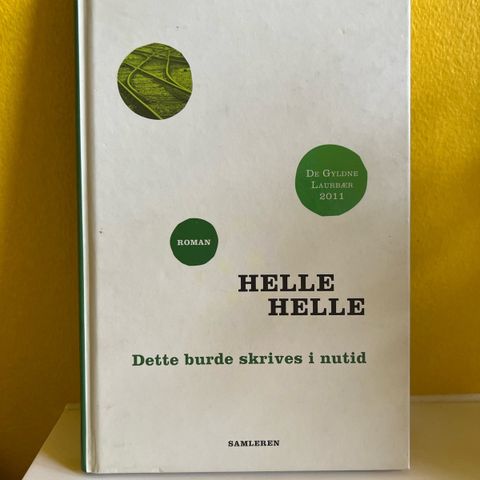 DE GYLDNE
LAURBÆR
2011
ROMAN
HELLE
HELLE
Dette burde skrives i nutid
SAMLEREN